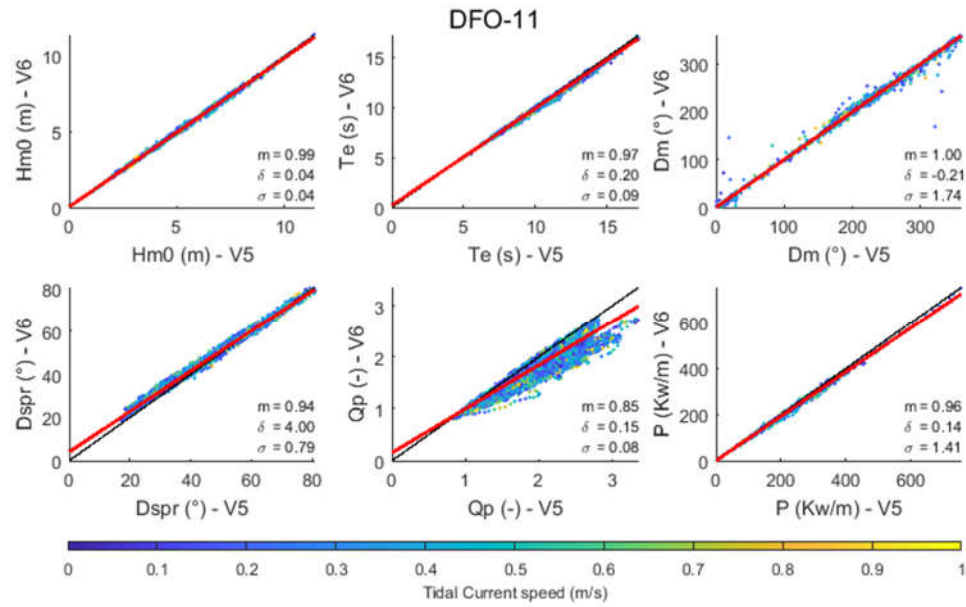 DFO-11
Hm0 (m) - V6
10
5
0
m = 0.99
δ = 0.04
σ = 0.04
0 5 10
Hm0 (m) - V5
Te (s) - V6
15
10
5
0
m = 0.97
δ = 0.20
σ = 0.09
0 5 10 15
Te (s) - V5
Dm (°) - V6
300
200
100
0
m = 1.00
δ = -0.21
σ = 1.74
0 100 200 300
Dm (°) - V5
Dspr (°) - V6
80
60
40
20
0
m = 0.94
δ = 4.00
σ = 0.79
0 20 40 60 80
Dspr (°) - V5
Qp (-) - V6
3
2
1
0
m = 0.85
δ = 0.15
σ = 0.08
0 1 2 3
Qp (-) - V5
P (Kw/m) - V6
600
400
200
0
m = 0.96
δ = 0.14
σ = 1.41
200 400 600
P (Kw/m) - V5
0 0.1 0.2 0.3 0.4 0.5 0.6 0.7 0.8 0.9 1
Tidal Current speed (m/s)